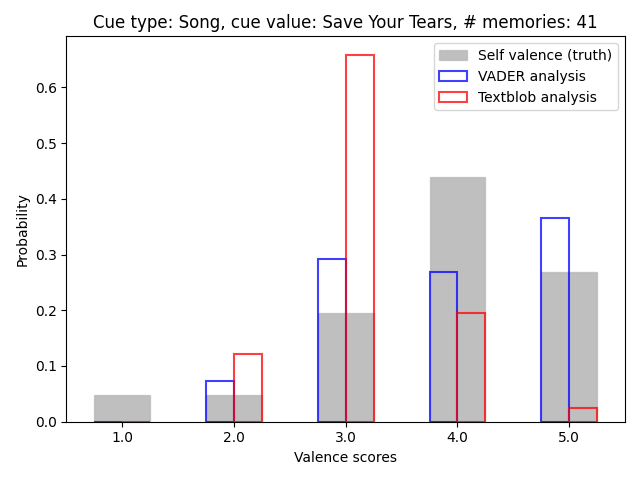 Cue type: Song, cue value: Save Your Tears, # memories: 41
Self valence (truth)
VADER analysis
Textblob analysis
Probability
0.6
0.5
0.4
0.3
0.2
0.1
0.0
1.0 2.0 3.0 4.0 5.0
Valence scores